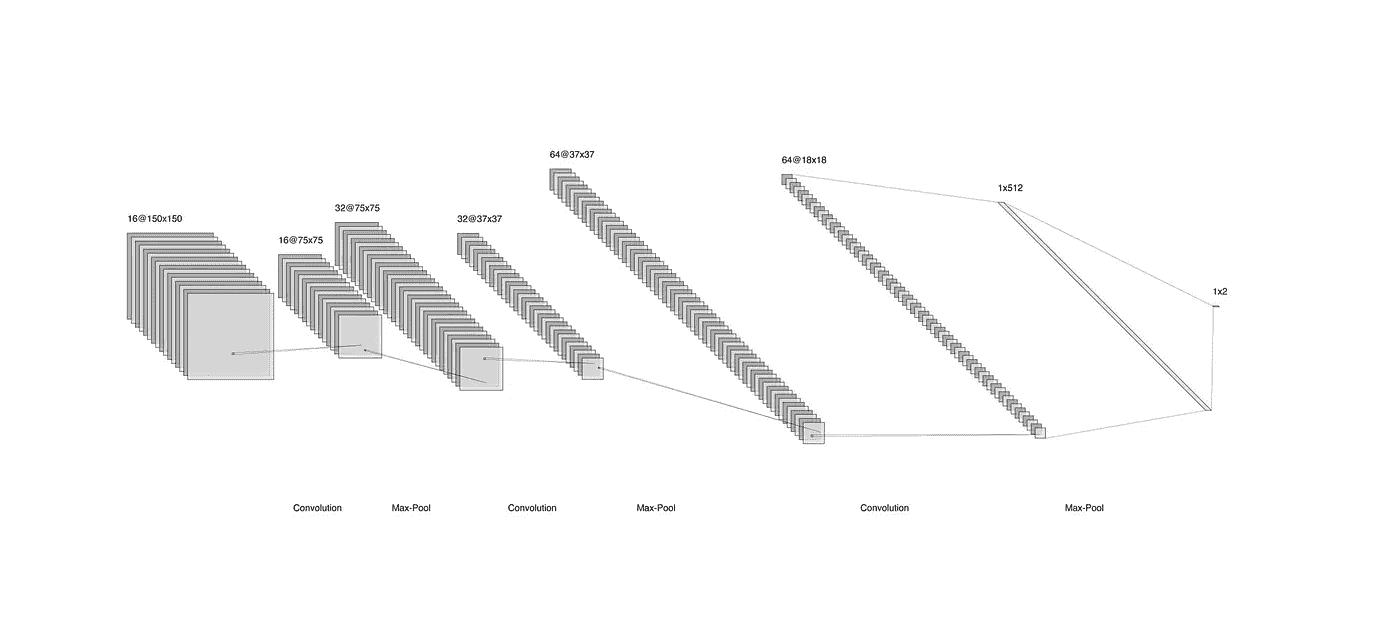 16@150x150
16@75x75
32@75x75
32@37x37
64@37x37
64@18x18
1x512
1x2
Convolution
Max-Pool
Convolution
Max-Pool
Convolution
Max-Pool